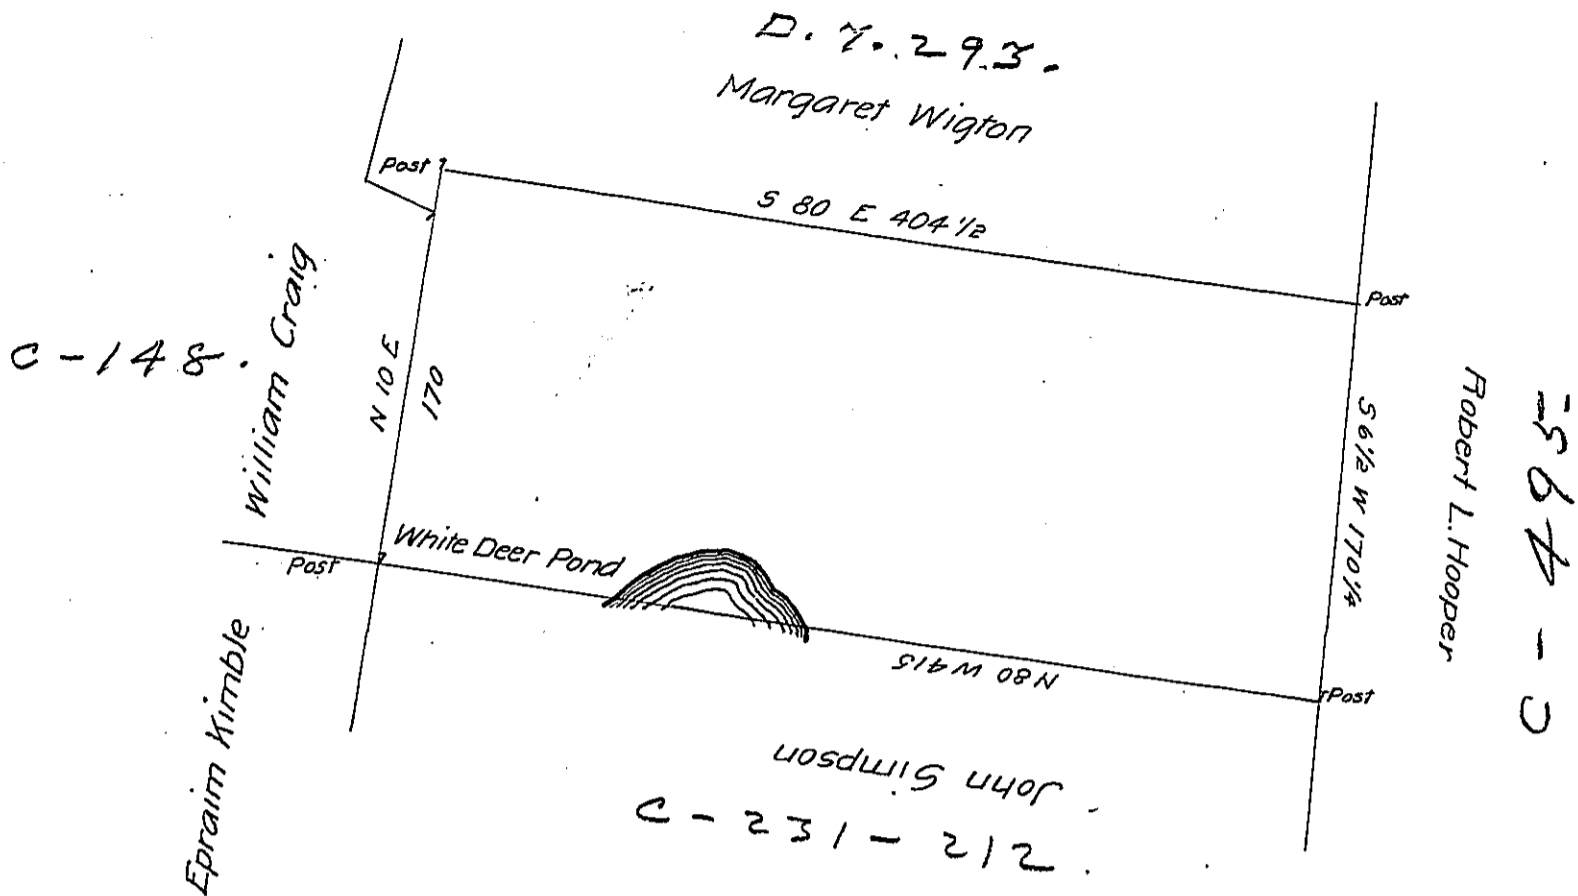 D. 7. 293.
Margaret Wigton
Post
S 80 E 404 1/2
Post
William Craig
C-148.
N 10 E
170
S 6 1/2 W 170 1/4
Robert L. Hooper
White Deer Pond
Post
N 80 W 415
Post
Epraim Kimble
John Simpson
C-231-212.